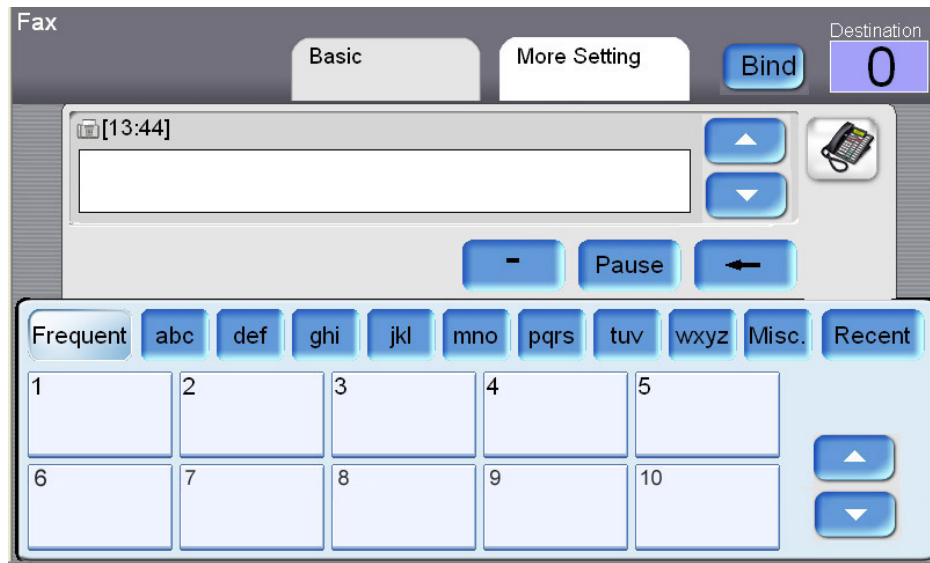 Fax
Destination
Basic
More Setting
Bind
0
[13:44]
-
Pause
Frequent abc def ghi jkl mno pqrs tuv wxyz Misc. Recent
1 2 3 4 5
6 7 8 9 10